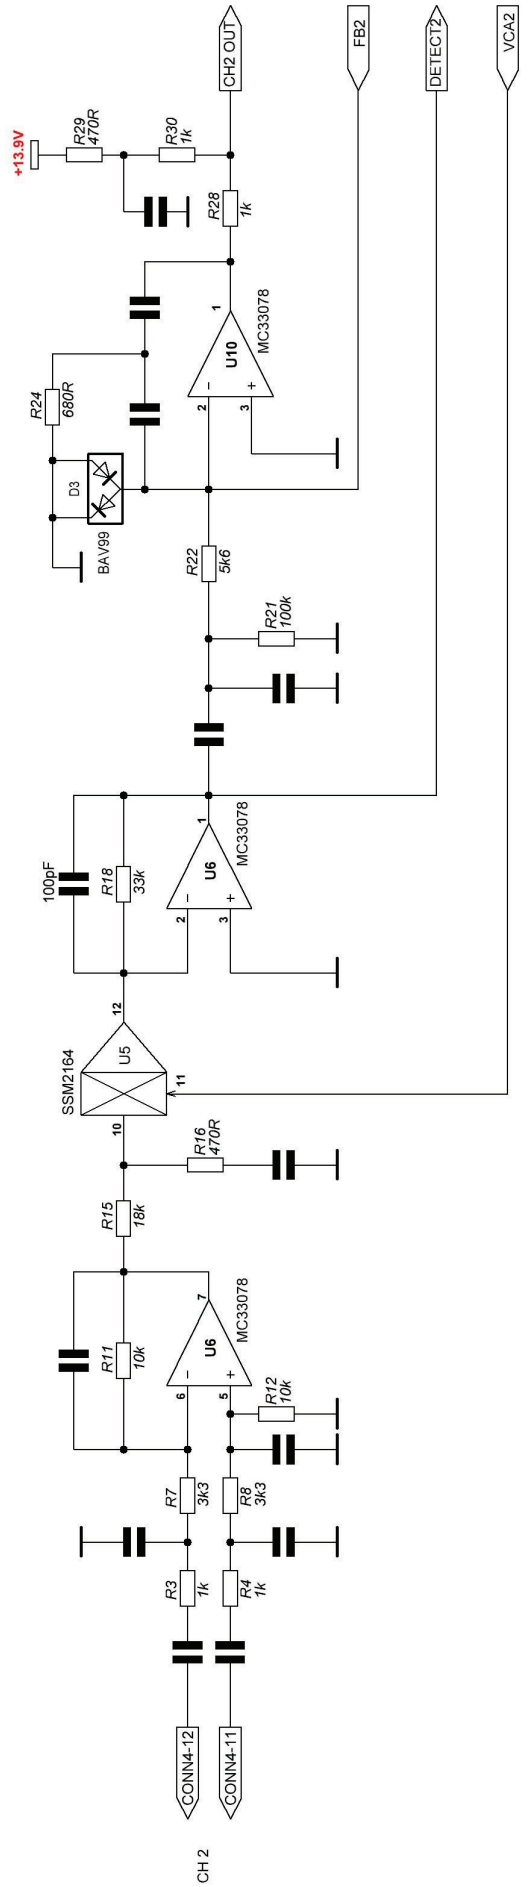 CH 2
CONN4-12
CONN4-11
R3
1k
R4
1k
R7
3k3
R8
3k3
R12
10k
R11
10k
6
5
7
U6
-
+
MC33078
R15
18k
R16
470R
10
SSM2164
U5
11
12
100pF
R18
33k
2
3
1
U6
-
+
MC33078
R21
100k
R22
5k6
BAV99
D3
R24
680R
2
3
1
U10
-
+
MC33078
R28
1k
R30
1k
R29
470R
+13.9V
CH2 OUT
FB2
DETECT2
VCA2